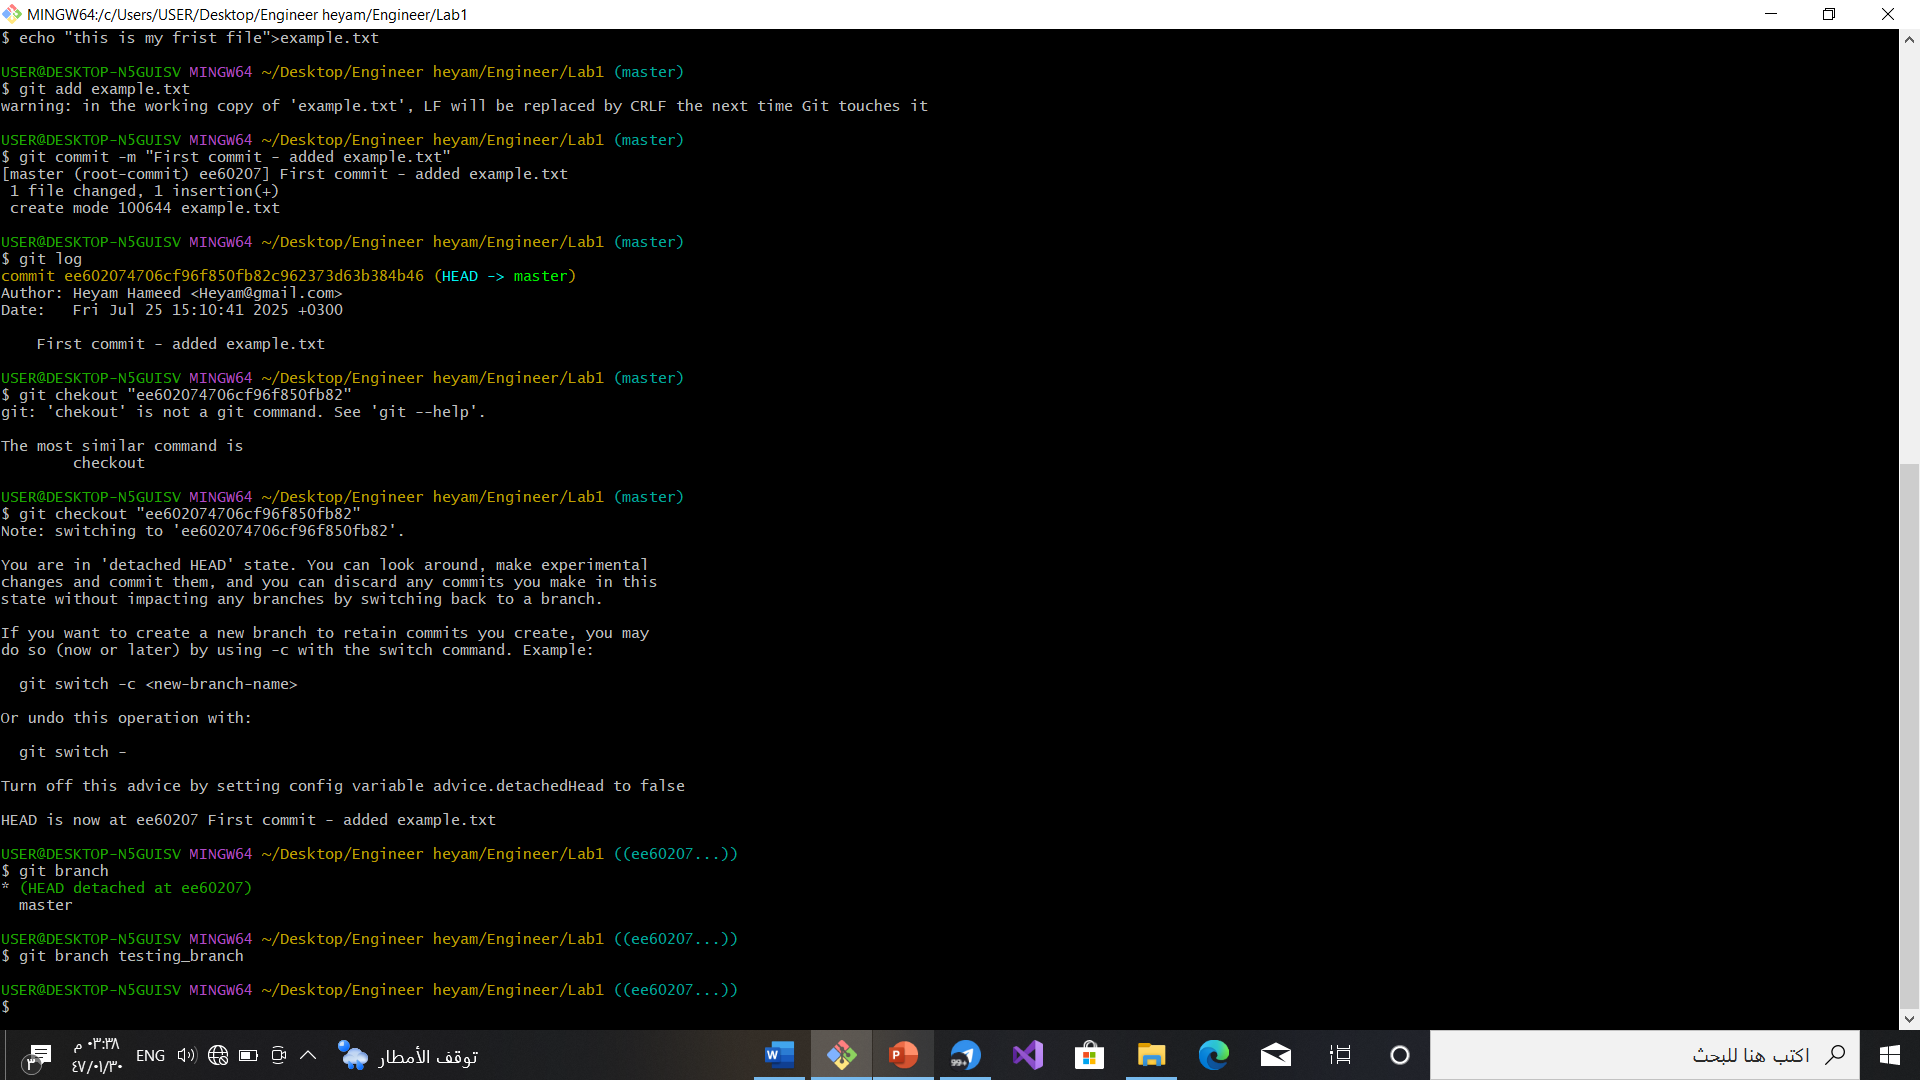 MINGW64:/c/Users/USER/Desktop/Engineer heyam/Engineer/Lab1
$ echo "this is my frist file">example.txt
USER@DESKTOP-N5GUISV MINGW64 ~/Desktop/Engineer heyam/Engineer/Lab1 (master)
$ git add example.txt
warning: in the working copy of 'example.txt', LF will be replaced by CRLF the next time Git touches it
USER@DESKTOP-N5GUISV MINGW64 ~/Desktop/Engineer heyam/Engineer/Lab1 (master)
$ git commit -m "First commit - added example.txt"
[master (root-commit) ee60207] First commit - added example.txt
1 file changed, 1 insertion(+)
create mode 100644 example.txt
USER@DESKTOP-N5GUISV MINGW64 ~/Desktop/Engineer heyam/Engineer/Lab1 (master)
$ git log
commit ee602074706cf96f850fb82c962373d63b384b46 (HEAD -> master)
Author: Heyam Hameed <Heyam@gmail.com>
Date:   Fri Jul 25 15:10:41 2025 +0300
First commit - added example.txt
USER@DESKTOP-N5GUISV MINGW64 ~/Desktop/Engineer heyam/Engineer/Lab1 (master)
$ git chekout "ee602074706cf96f850fb82"
git: 'chekout' is not a git command. See 'git --help'.
The most similar command is
checkout
USER@DESKTOP-N5GUISV MINGW64 ~/Desktop/Engineer heyam/Engineer/Lab1 (master)
$ git checkout "ee602074706cf96f850fb82"
Note: switching to 'ee602074706cf96f850fb82'.
You are in 'detached HEAD' state. You can look around, make experimental
changes and commit them, and you can discard any commits you make in this
state without impacting any branches by switching back to a branch.
If you want to create a new branch to retain commits you create, you may
do so (now or later) by using -c with the switch command. Example:
git switch -c <new-branch-name>
Or undo this operation with:
git switch -
Turn off this advice by setting config variable advice.detachedHead to false
HEAD is now at ee60207 First commit - added example.txt
USER@DESKTOP-N5GUISV MINGW64 ~/Desktop/Engineer heyam/Engineer/Lab1 ((ee60207...))
$ git branch
* (HEAD detached at ee60207)
master
USER@DESKTOP-N5GUISV MINGW64 ~/Desktop/Engineer heyam/Engineer/Lab1 ((ee60207...))
$ git branch testing_branch
USER@DESKTOP-N5GUISV MINGW64 ~/Desktop/Engineer heyam/Engineer/Lab1 ((ee60207...))
$
٣
٠٣:٣٨ م
٤٧/٠١/٣٠
ENG
توقف الأمطار
W
P
99+
اكتب هنا للبحث